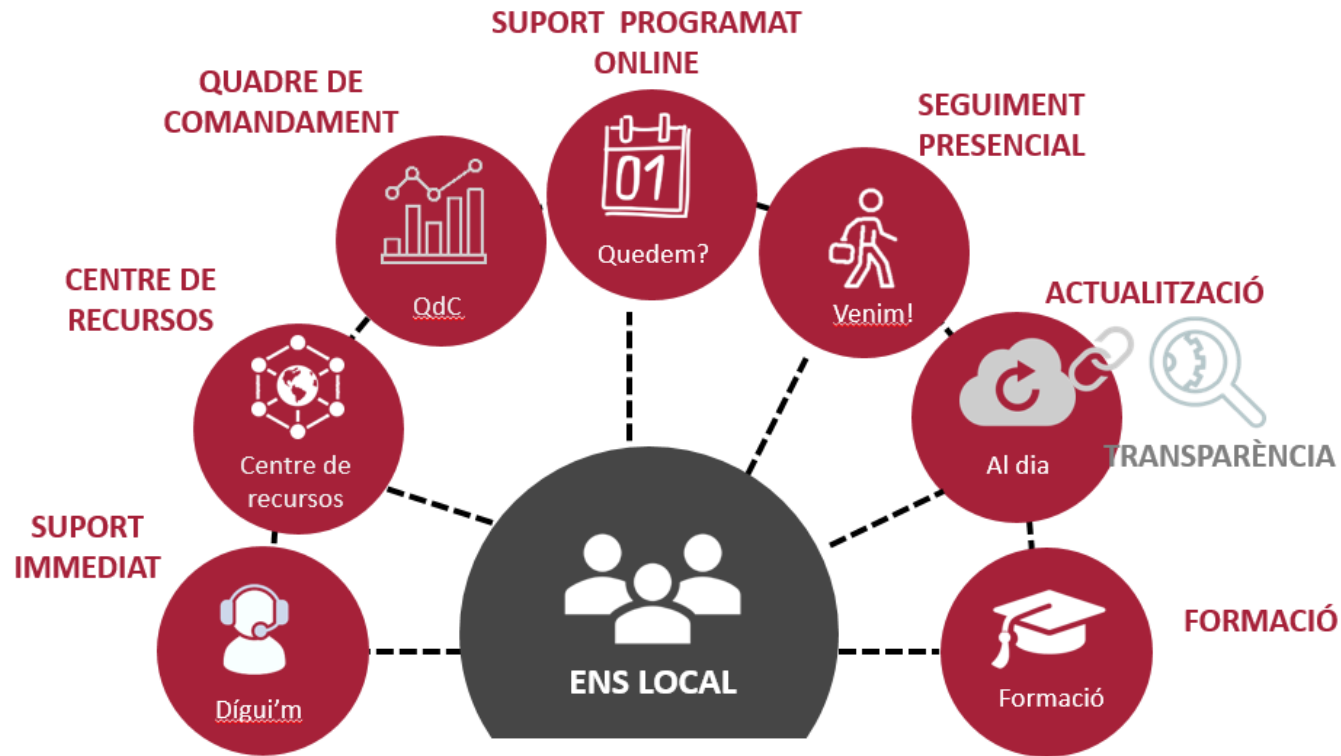 SUPORT PROGRAMAT
ONLINE
QUADRE DE
COMANDAMENT
SEGUIMENT
PRESENCIAL
01
Quedem?
QdC
Venim!
CENTRE DE
RECURSOS
ACTUALITZACIÓ
Centre de
recursos
Al dia
TRANSPARÈNCIA
SUPORT
IMMEDIAT
FORMACIÓ
ENS LOCAL
Dígui'm
Formació